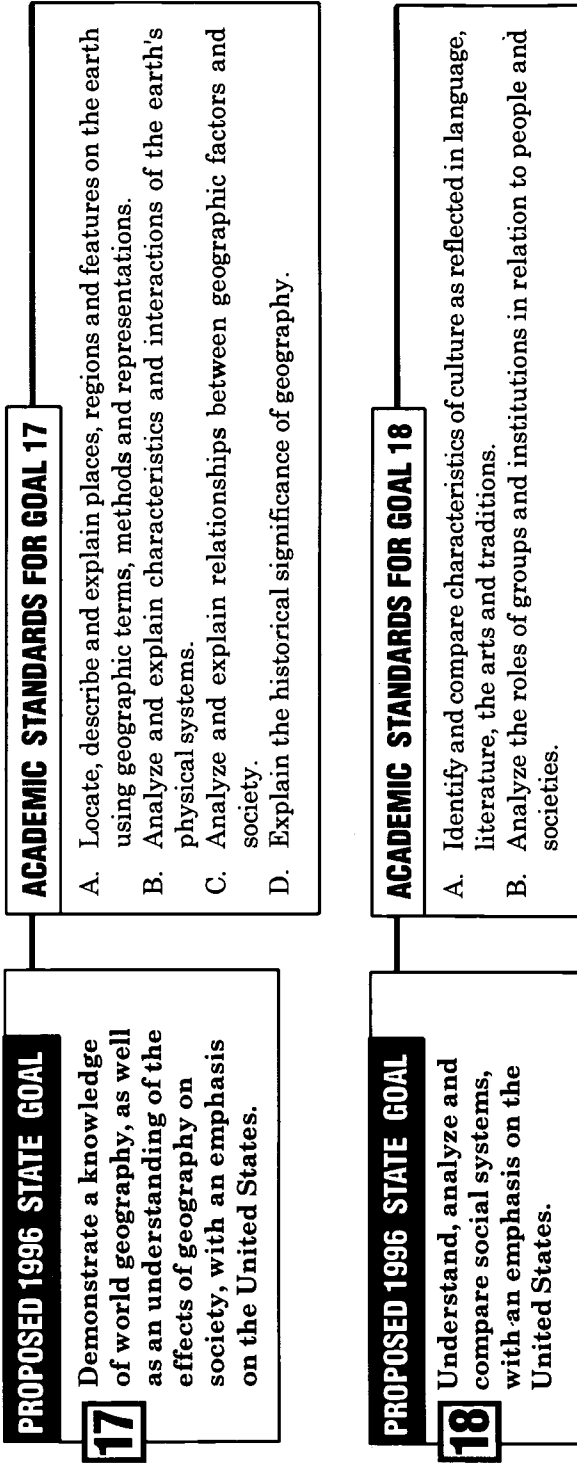 PROPOSED 1996 STATE GOAL
17
Demonstrate a knowledge
of world geography, as well
as an understanding of the
effects of geography on
society, with an emphasis
on the United States.
ACADEMIC STANDARDS FOR GOAL 17
A. Locate, describe and explain places, regions and features on the earth
using geographic terms, methods and representations.
B. Analyze and explain characteristics and interactions of the earth's
physical systems.
C. Analyze and explain relationships between geographic factors and
society.
D. Explain the historical significance of geography.
PROPOSED 1996 STATE GOAL
18
Understand, analyze and
compare social systems,
with an emphasis on the
United States.
ACADEMIC STANDARDS FOR GOAL 18
A. Identify and compare characteristics of culture as reflected in language,
literature, the arts and traditions.
B. Analyze the roles of groups and institutions in relation to people and
societies.